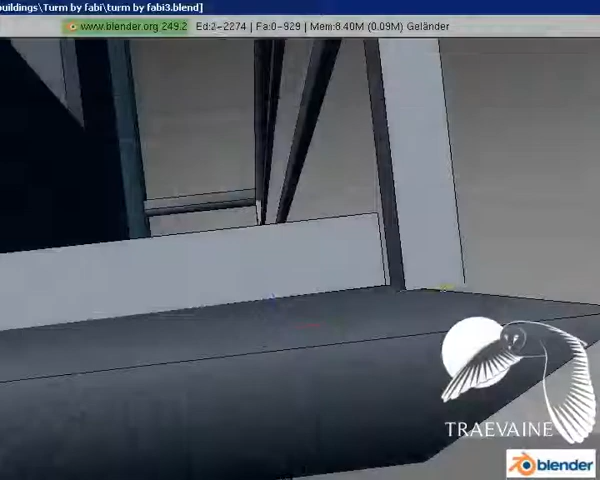 buildings\Turm by fabi\turm by fabi3.blend]
www.blender.org 249.2 Ed:2-2274 | Fa:0-929 | Mem:8.40M (0.09M) Geländer
TRAEVAINE
blender